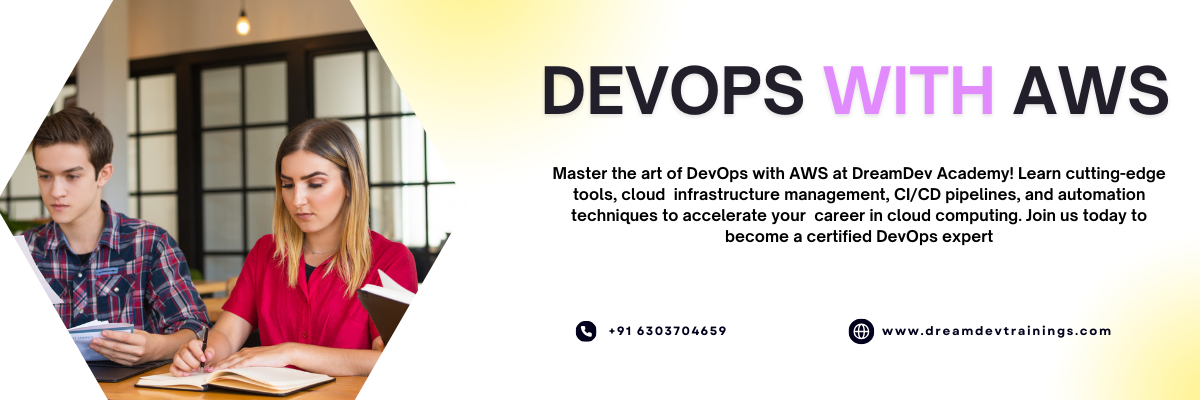 DEVOPS WITH AWS
Master the art of DevOps with AWS at DreamDev Academy! Learn cutting-edge
tools, cloud  infrastructure management, CI/CD pipelines, and automation
techniques to accelerate your  career in cloud computing. Join us today to
become a certified DevOps expert
+91 6303704659
www.dreamdevtrainings.com